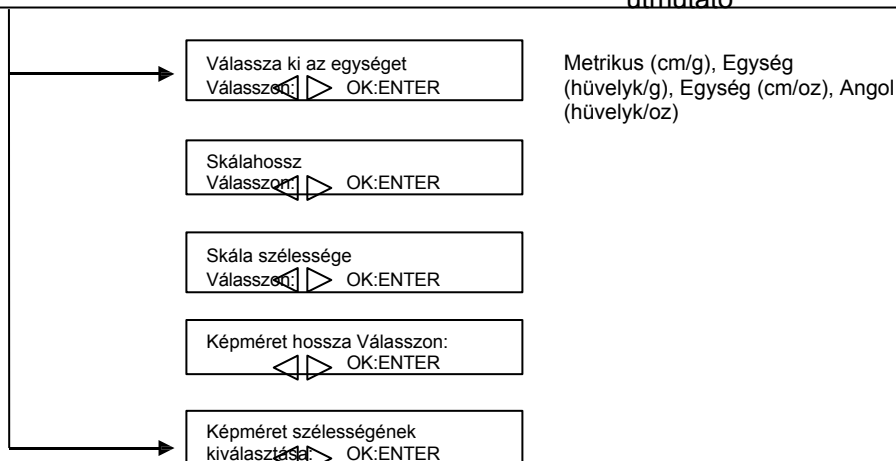 útmutató
Válassza ki az egységet
Válasszon: OK:ENTER
Metrikus (cm/g), Egység
(hüvelyk/g), Egység (cm/oz), Angol
(hüvelyk/oz)
Skálahossz
Válasszon: OK:ENTER
Skála szélessége
Válasszon: OK:ENTER
Képméret hossza Válasszon:
OK:ENTER
Képméret szélességének
kiválasztása: OK:ENTER